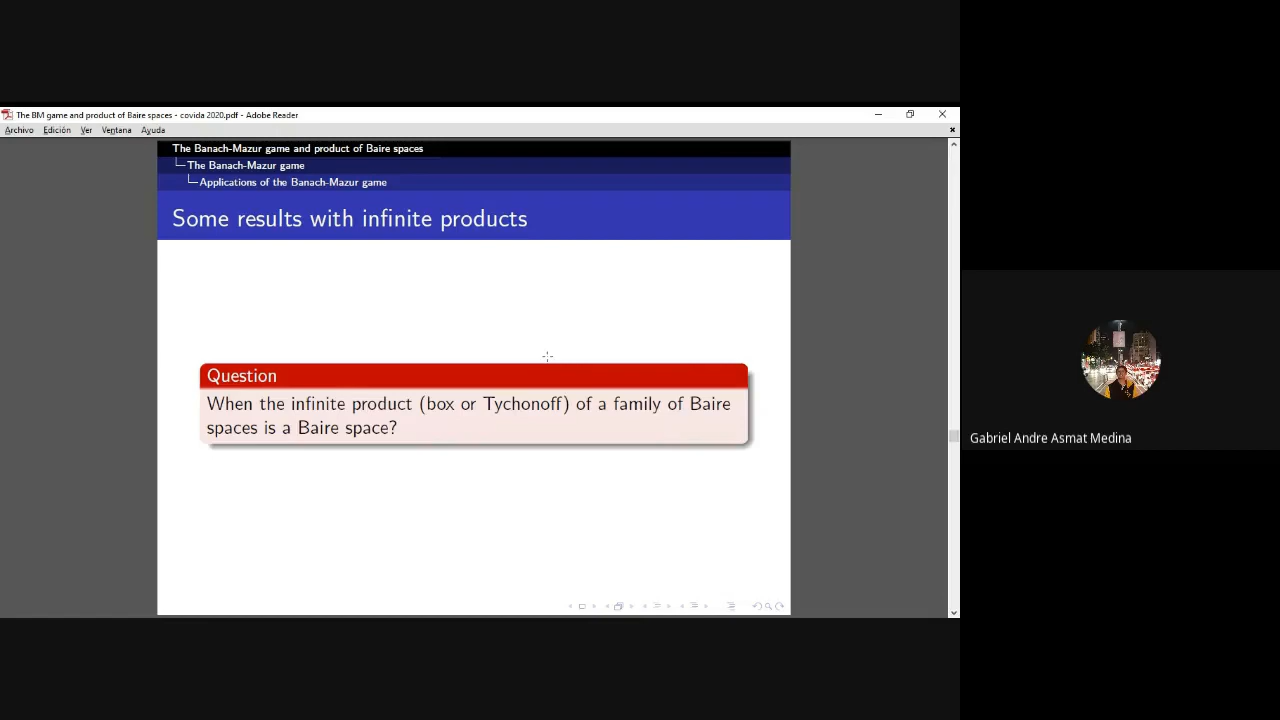 The BM game and product of Baire spaces - covida 2020.pdf - Adobe Reader
Archivo Edición Ver Ventana Ayuda
The Banach-Mazur game and product of Baire spaces
The Banach-Mazur game
Applications of the Banach-Mazur game
Some results with infinite products
Question
When the infinite product (box or Tychonoff) of a family of Baire
spaces is a Baire space?
Gabriel Andre Asmat Medina